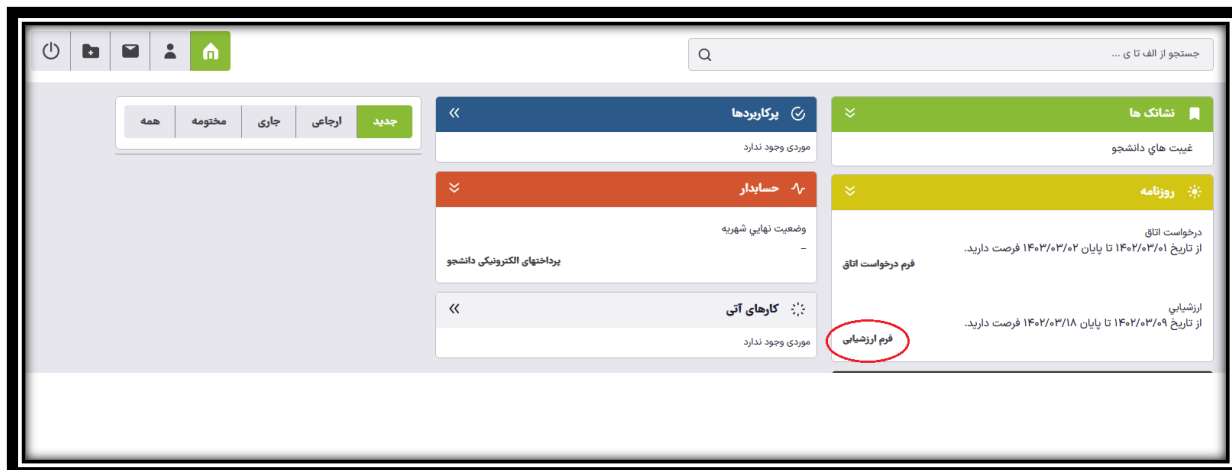 جستجو از الف تا ی ...
نشانک ها
غیبت هاي دانشجو
روزنامه
درخواست اتاق
از تاریخ ۱۴۰۲/۰۳/۰۱ تا پایان ۱۴۰۳/۰۳/۰۲ فرصت دارید.
فرم درخواست اتاق
ارزشیابي
از تاریخ ۱۴۰۲/۰۳/۰۹ تا پایان ۱۴۰۲/۰۳/۱۸ فرصت دارید.
فرم ارزشیابی
پرکاربردها
موردی وجود ندارد
حسابدار
وضعیت نهایي شهریه
–
پرداختهای الکترونیکی دانشجو
کارهای آتی
موردی وجود ندارد
جدید
ارجاعی
جاری
مختومه
همه